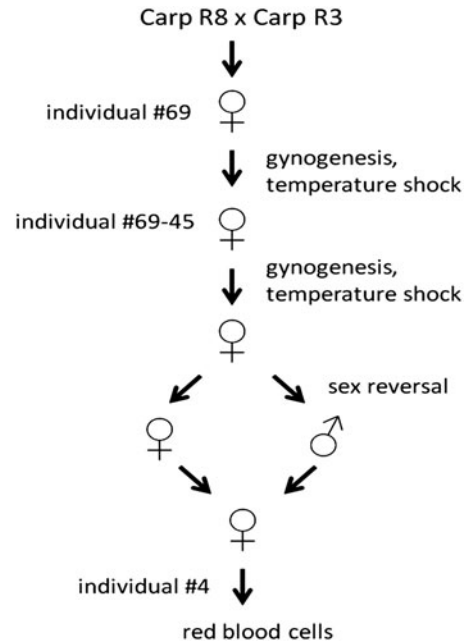 Carp R8 x Carp R3
individual #69
gynogenesis,
temperature shock
individual #69-45
gynogenesis,
temperature shock
sex reversal
individual #4
red blood cells